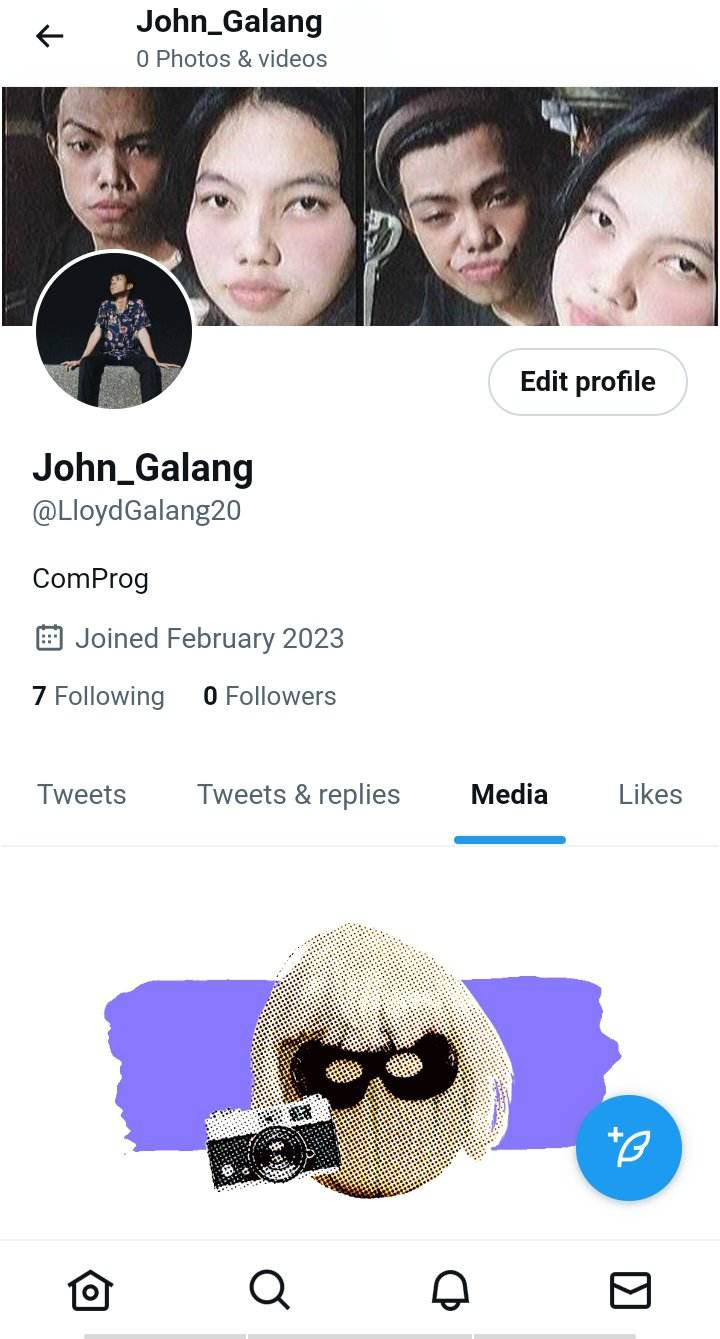 John_Galang
0 Photos & videos
Edit profile
John_Galang
@LloydGalang20
ComProg
Joined February 2023
7 Following 0 Followers
Tweets Tweets & replies Media Likes